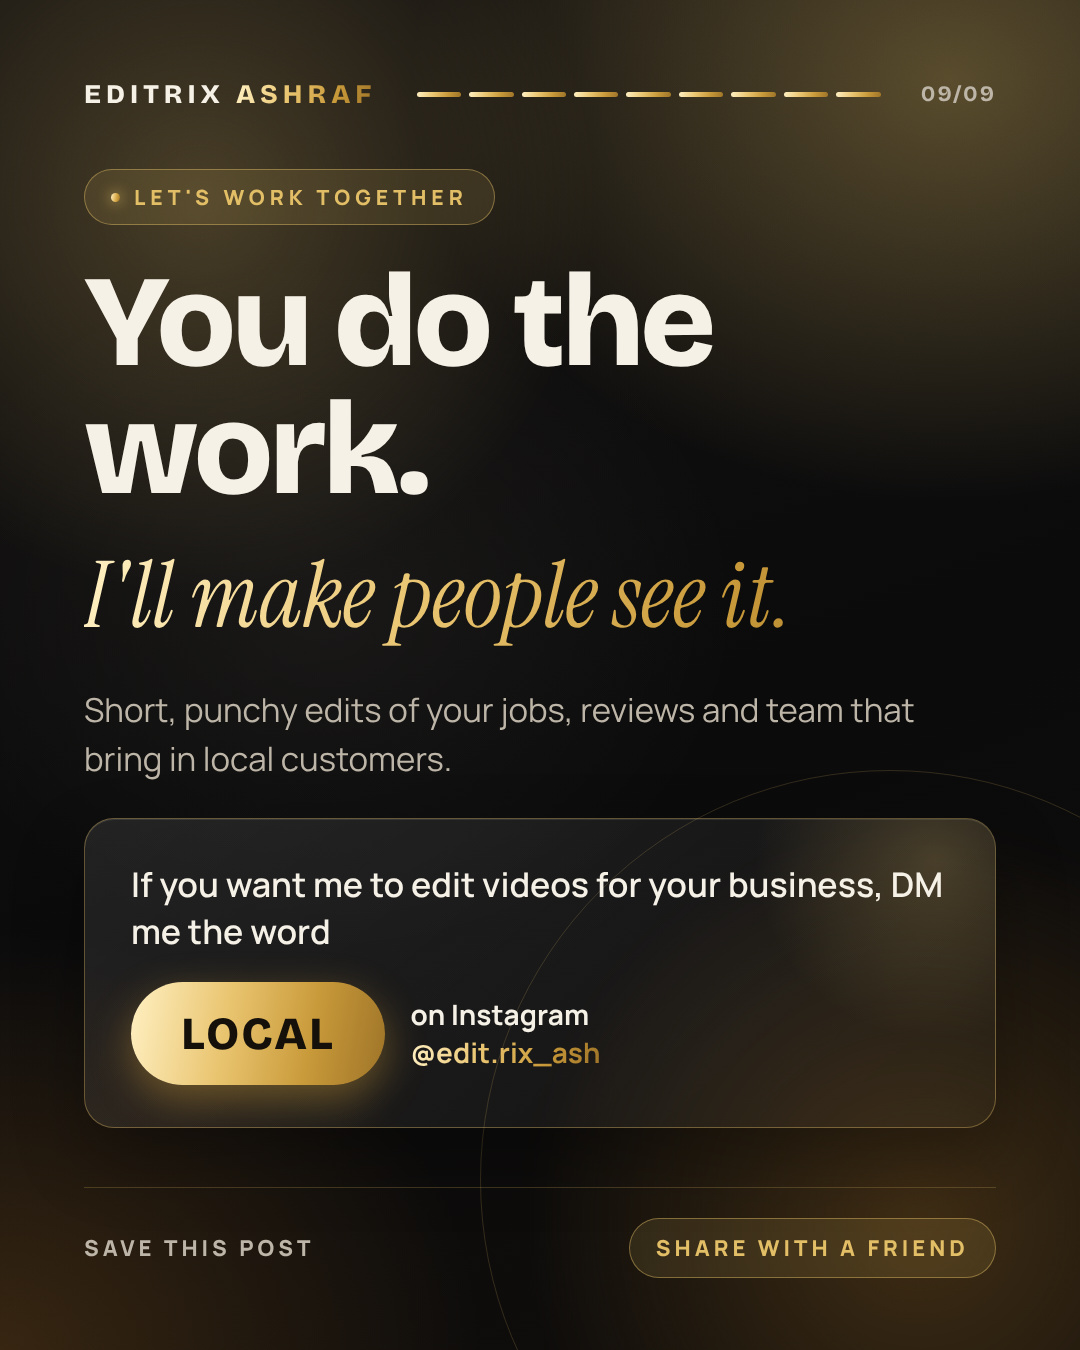 EDITRIX ASHRAF
09/09
LET'S WORK TOGETHER
You do the
work.
I'll make people see it.
Short, punchy edits of your jobs, reviews and team that
bring in local customers.
If you want me to edit videos for your business, DM
me the word
LOCAL
on Instagram
@edit.rix_ash
SAVE THIS POST
SHARE WITH A FRIEND